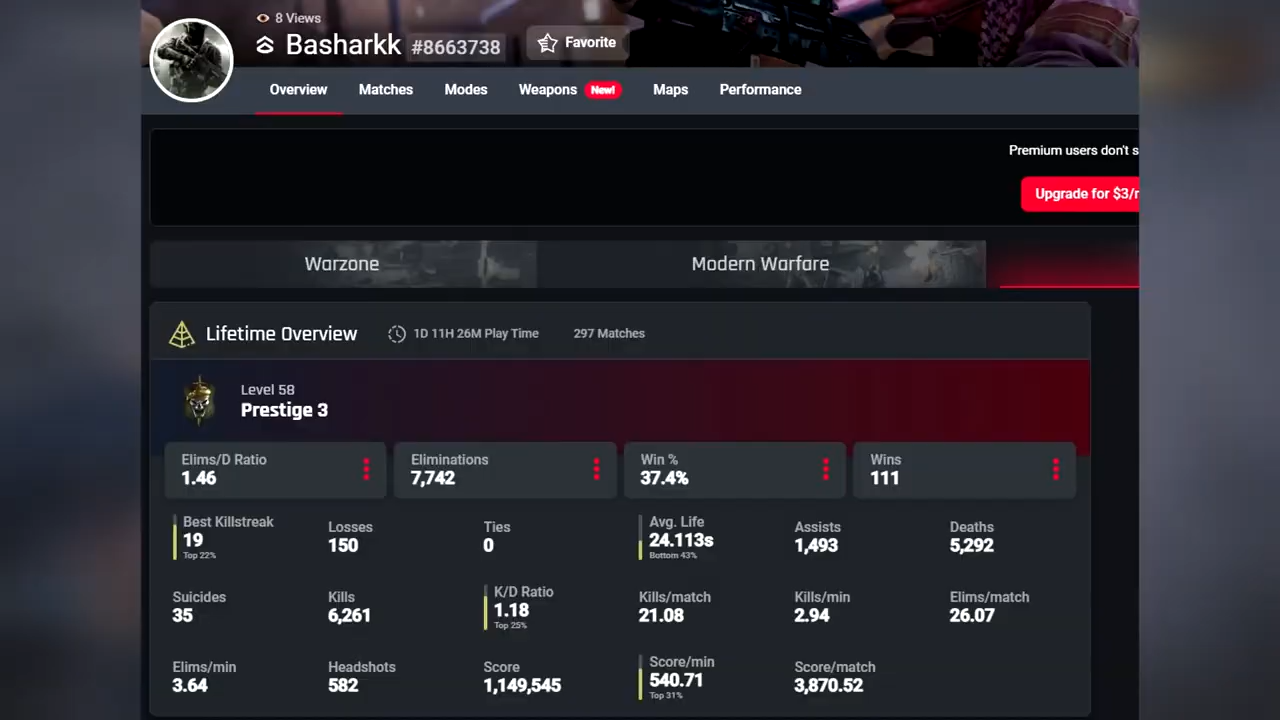 8 Views
Basharkk #8663738
Favorite
Overview Matches Modes Weapons New! Maps Performance
Premium users don't s
Upgrade for $3/r
Warzone Modern Warfare
Lifetime Overview 1D 11H 26M Play Time 297 Matches
Level 58
Prestige 3
Elims/D Ratio Eliminations Win % Wins
1.46 7,742 37.4% 111
Best Killstreak Losses Ties Avg. Life Assists Deaths
19 150 0 24.113s 1,493 5,292
Top 22% Bottom 43%
Suicides Kills K/D Ratio Kills/match Kills/min Elims/match
35 6,261 1.18 21.08 2.94 26.07
Top 25%
Elims/min Headshots Score Score/min Score/match
3.64 582 1,149,545 540.71 3,870.52
Top 31%